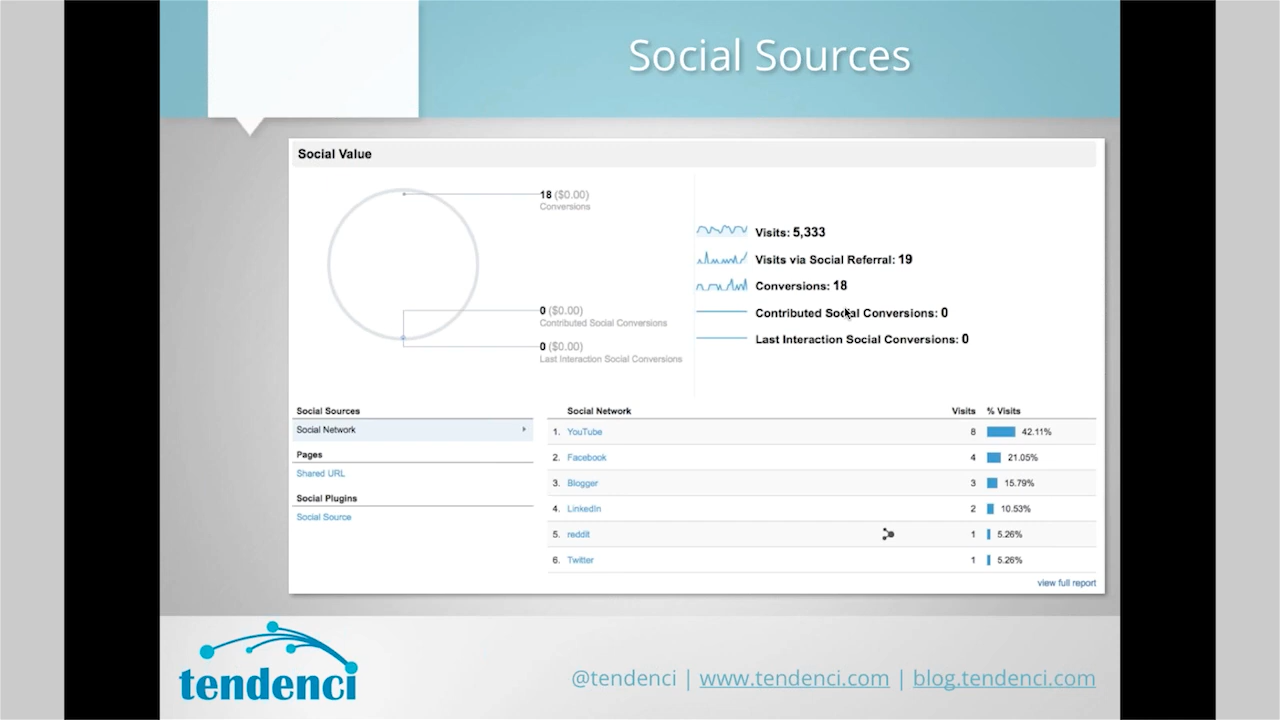 Social Sources
Social Value
18 ($0.00)
Conversions
0 ($0.00)
Contributed Social Conversions
0 ($0.00)
Last Interaction Social Conversions
Visits: 5,333
Visits via Social Referral: 19
Conversions: 18
Contributed Social Conversions: 0
Last Interaction Social Conversions: 0
Social Sources
Social Network
Pages
Shared URL
Social Plugins
Social Source
Social Network Visits % Visits
1. YouTube 8 42.11%
2. Facebook 4 21.05%
3. Blogger 3 15.79%
4. LinkedIn 2 10.53%
5. reddit 1 5.26%
6. Twitter 1 5.26%
view full report
tendenci
@tendenci | www.tendenci.com | blog.tendenci.com